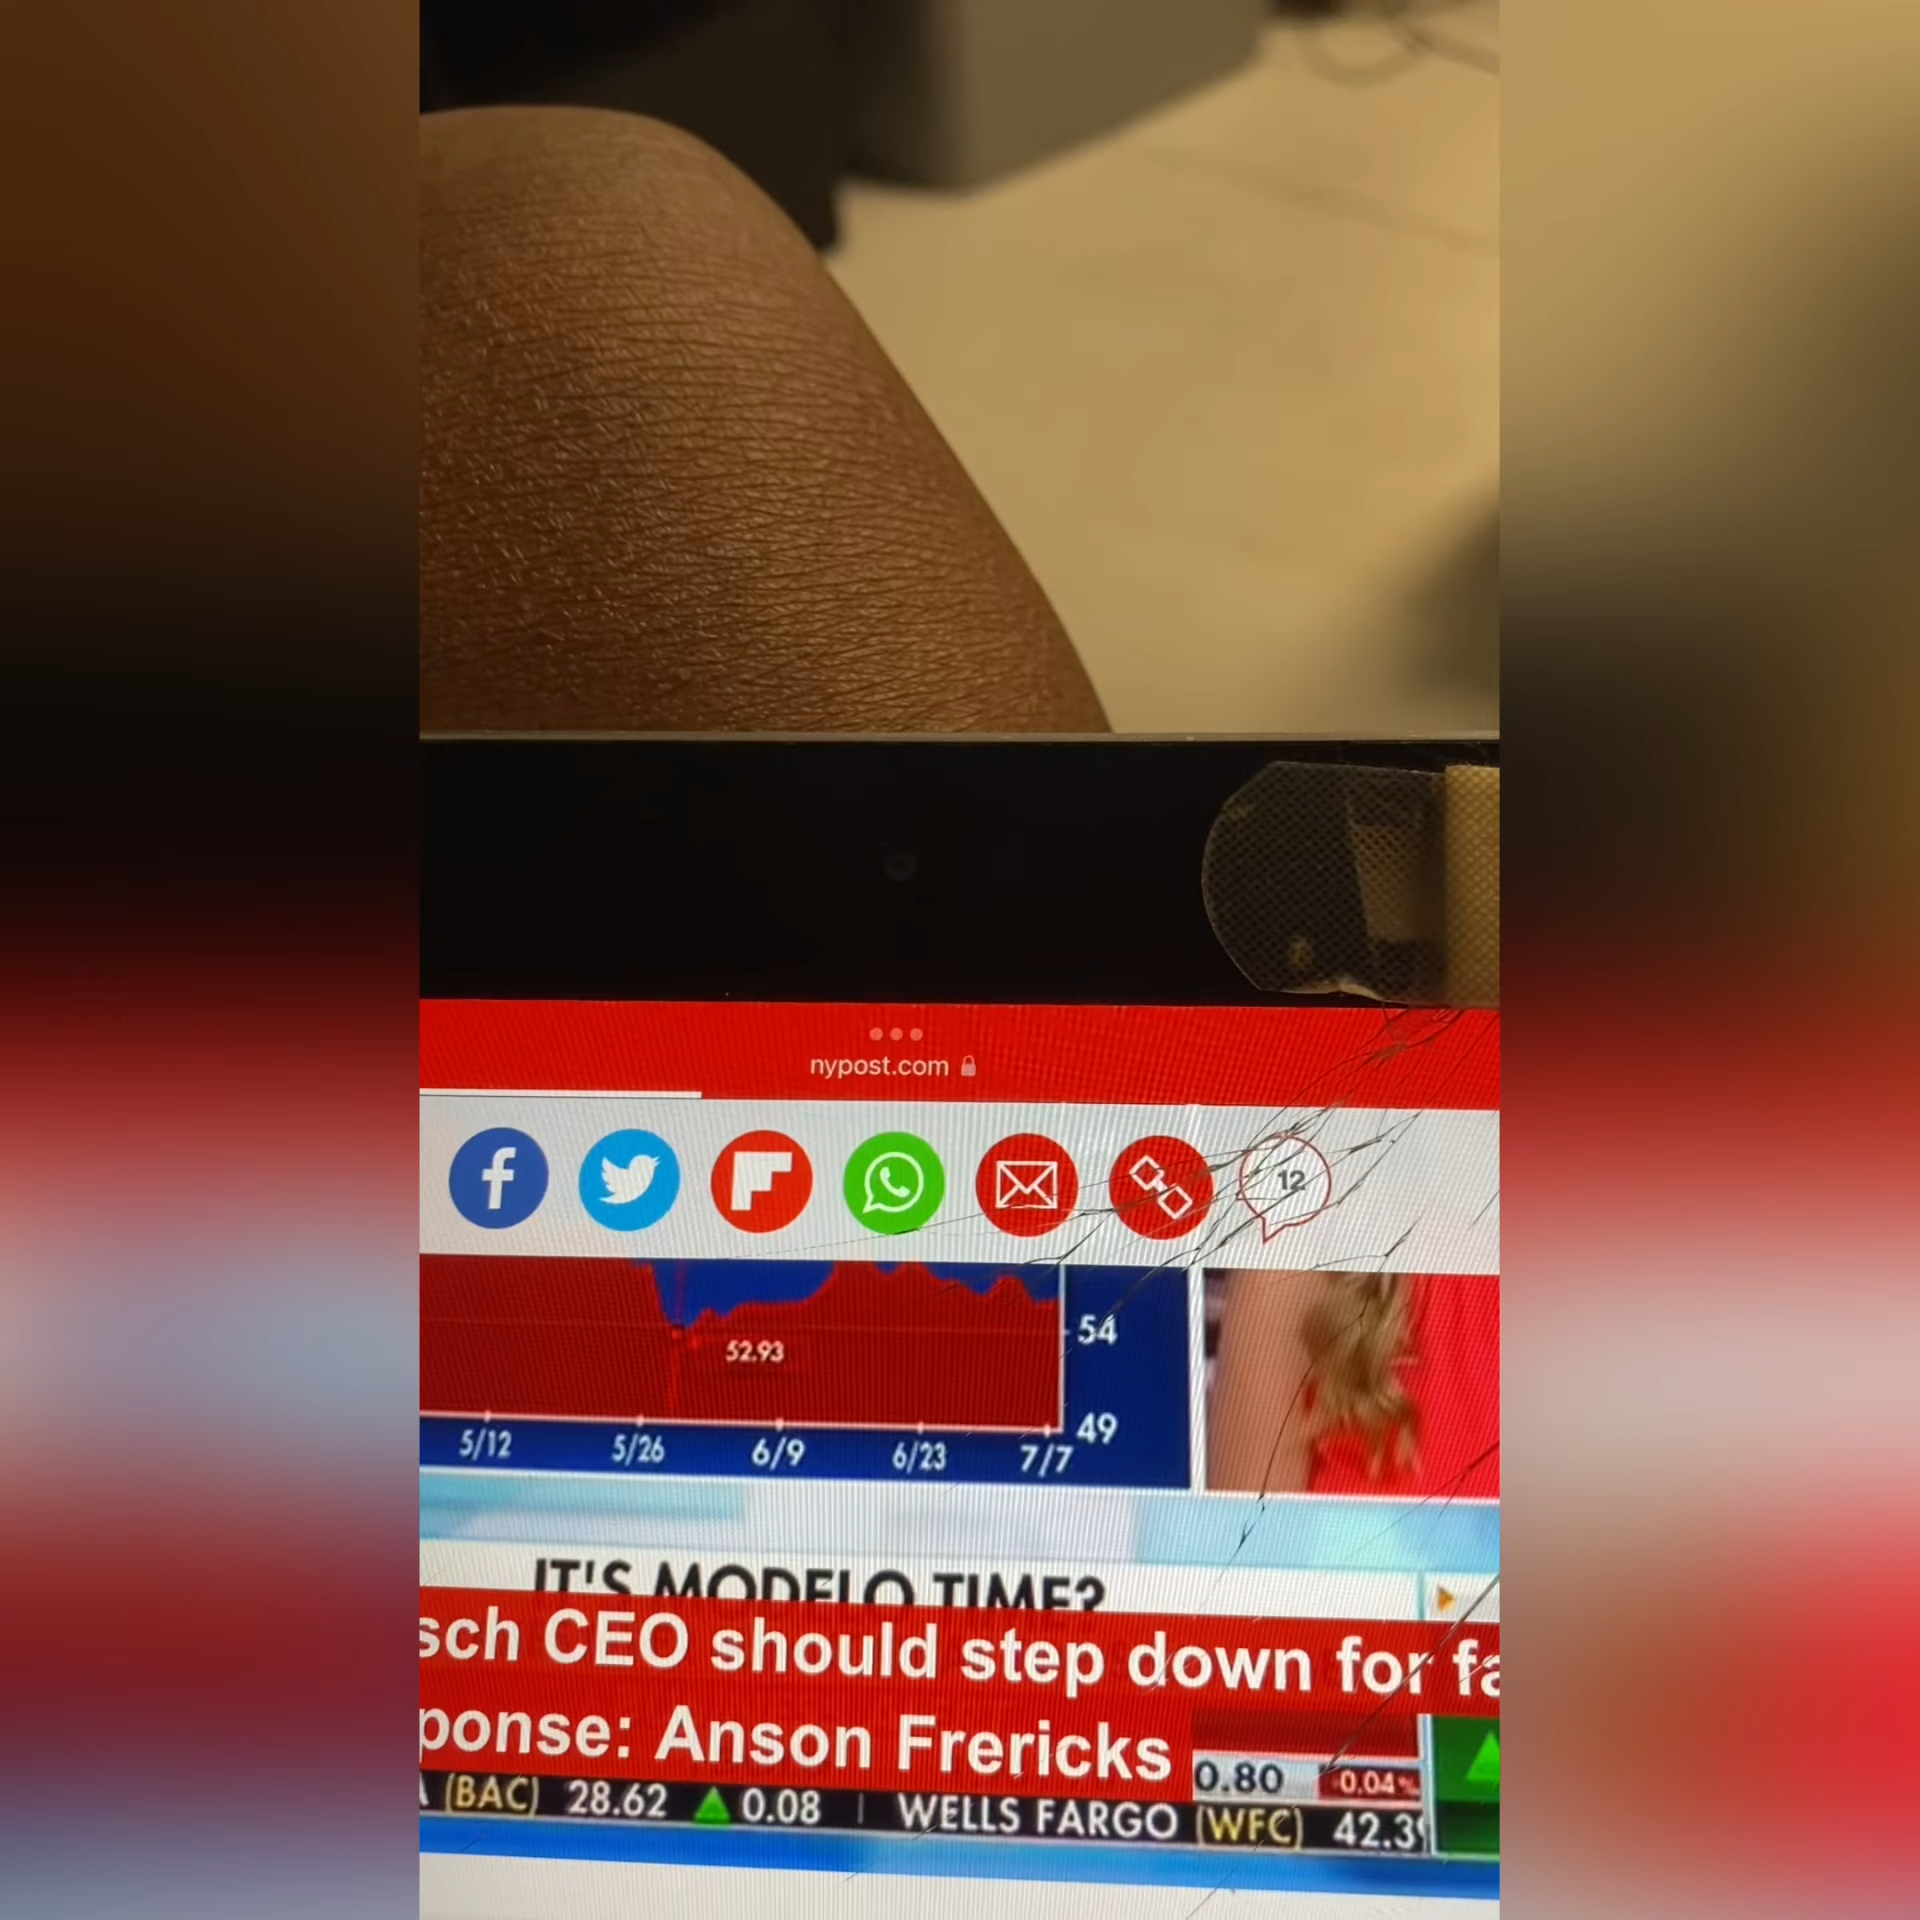 nypost.com
12
52.93
54
49
5/12 5/26 6/9 6/23 7/7
IT'S MODELO TIME?
sch CEO should step down for fa
ponse: Anson Frericks
0.80 -0.04%
A (BAC) 28.62 0.08 | WELLS FARGO (WFC) 42.39